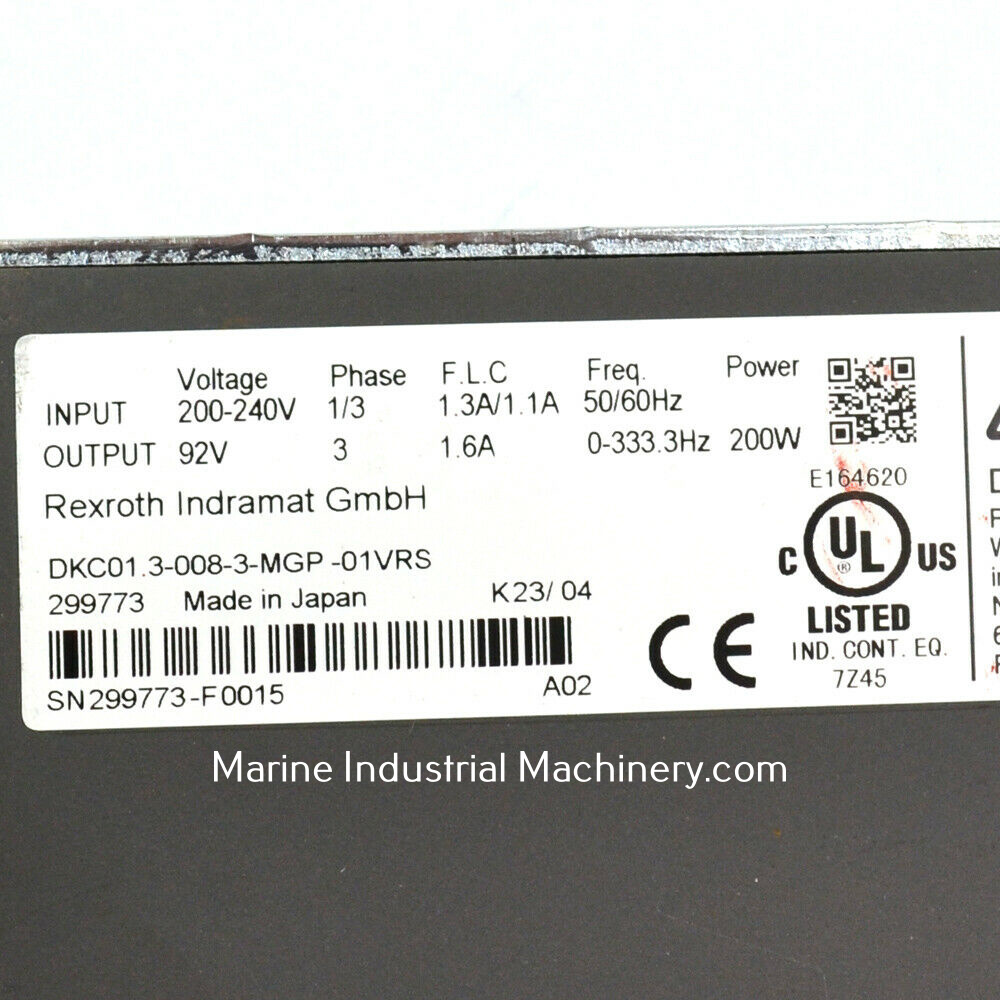 Voltage Phase F.L.C Freq. Power
INPUT 200-240V 1/3 1.3A/1.1A 50/60Hz
OUTPUT 92V 3 1.6A 0-333.3Hz 200W
E164620
Rexroth Indramat GmbH
C UL ® US
DKC01.3-008-3-MGP -01VRS
299773 Made in Japan K23/ 04
LISTED
IND. CONT. EQ.
7Z45
CE
SN299773-F0015 A02
Marine Industrial Machinery.com